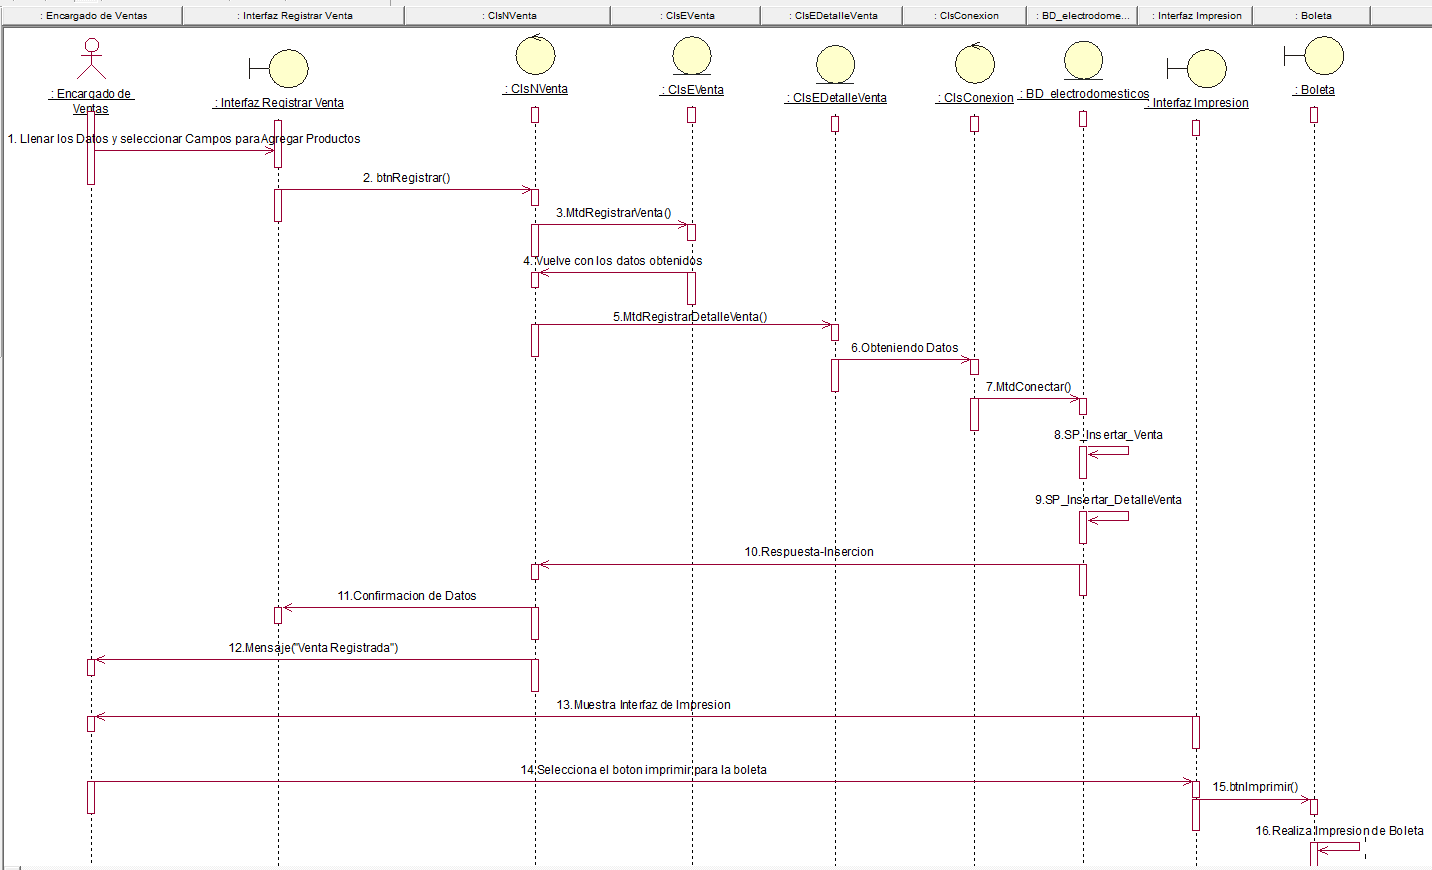 : Encargado de Ventas
: Interfaz Registrar Venta
: ClsNVenta
: ClsEVenta
: ClsEDetalleVenta
: ClsConexion
: BD_electrodome...
: Interfaz Impresion
: Boleta
: Encargado de
Ventas
: Interfaz Registrar Venta
: ClsNVenta
: ClsEVenta
: ClsEDetalleVenta
: ClsConexion
: BD_electrodomesticos
: Interfaz Impresion
: Boleta
1. Llenar los Datos y seleccionar Campos para Agregar Productos
2. btnRegistrar()
3.MtdRegistrarVenta()
4.Vuelve con los datos obtenidos
5.MtdRegistrarDetalleVenta()
6.Obteniendo Datos
7.MtdConectar()
8.SP_Insertar_Venta
9.SP_Insertar_DetalleVenta
10.Respuesta-Insercion
11.Confirmacion de Datos
12.Mensaje("Venta Registrada")
13.Muestra Interfaz de Impresion
14.Selecciona el boton imprimir para la boleta
15.btnImprimir()
16.Realiza Impresion de Boleta